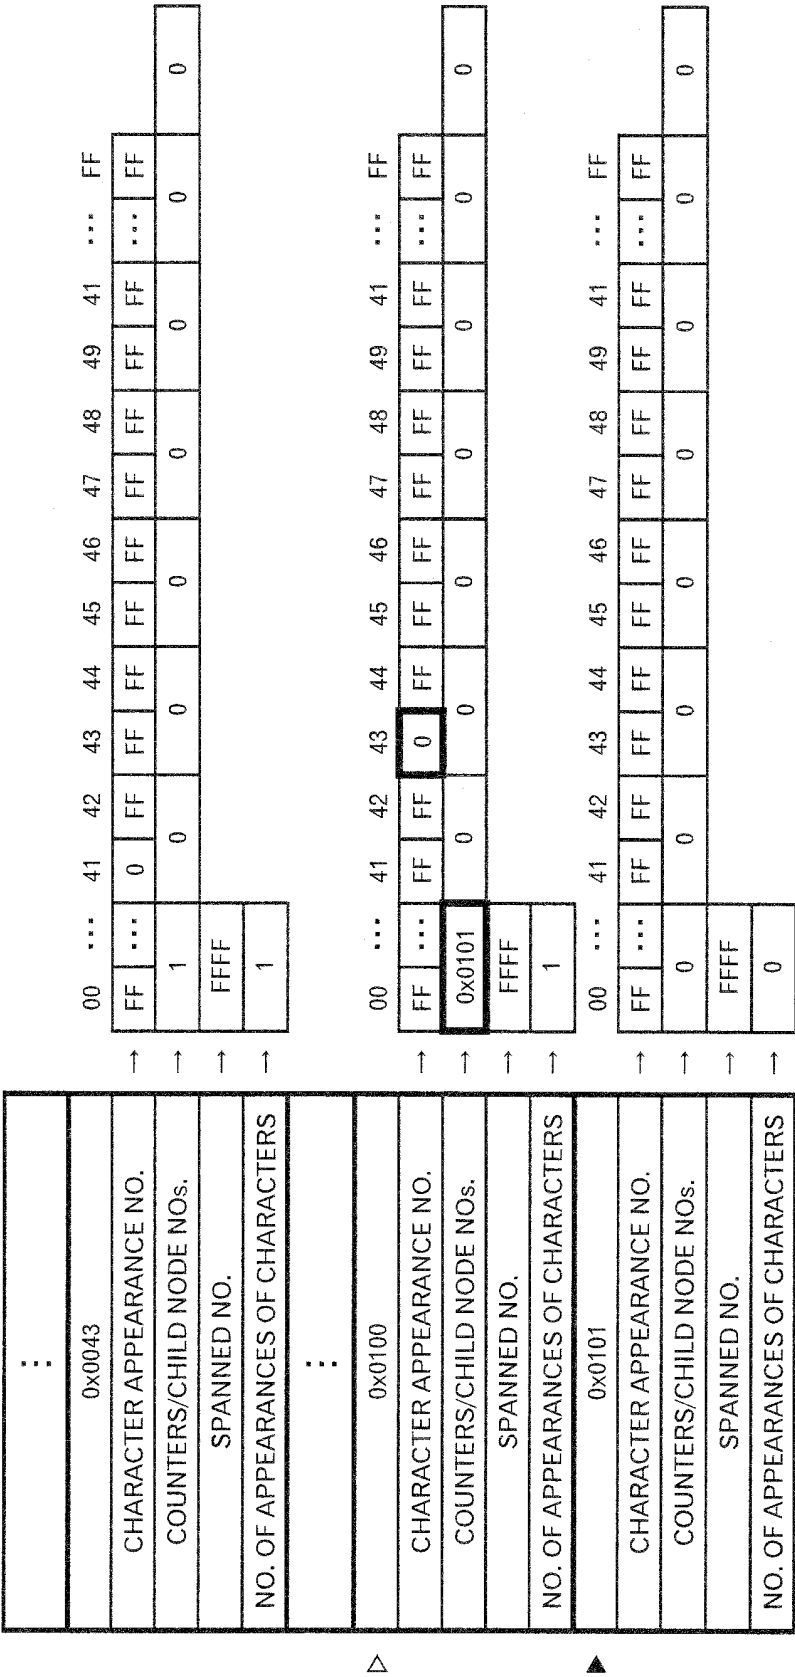 ⋮
0x0043
00 ⋯ 41 42 43 44 45 46 47 48 49 41 ⋯ FF
CHARACTER APPEARANCE NO. → FF ⋯ 0 FF FF FF FF FF FF FF FF FF ⋯ FF
COUNTERS/CHILD NODE NOs. → 1 0 0 0 0 0 0 0
SPANNED NO. → FFFF
NO. OF APPEARANCES OF CHARACTERS → 1
⋮
△ 0x0100
00 ⋯ 41 42 43 44 45 46 47 48 49 41 ⋯ FF
CHARACTER APPEARANCE NO. → FF ⋯ FF FF 0 FF FF FF FF FF FF FF ⋯ FF
COUNTERS/CHILD NODE NOs. → 0x0101 0 0 0 0 0 0 0
SPANNED NO. → FFFF
NO. OF APPEARANCES OF CHARACTERS → 1
▲ 0x0101
00 ⋯ 41 42 43 44 45 46 47 48 49 41 ⋯ FF
CHARACTER APPEARANCE NO. → FF ⋯ FF FF FF FF FF FF FF FF FF FF ⋯ FF
COUNTERS/CHILD NODE NOs. → 0 0 0 0 0 0 0 0
SPANNED NO. → FFFF
NO. OF APPEARANCES OF CHARACTERS → 0